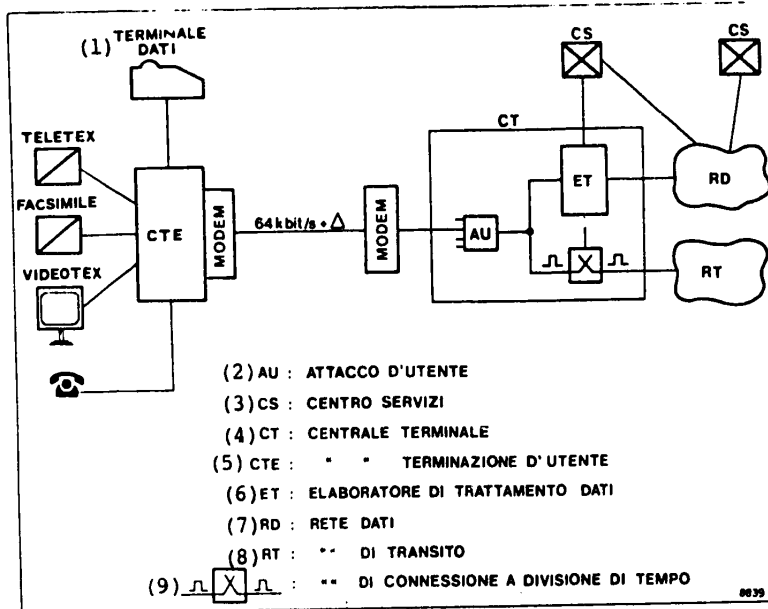 (1) TERMINALE
DATI
TELETEX
FACSIMILE
VIDEOTEX
CTE
MODEM
64 kbit/s + Δ
MODEM
CT
AU
ET
CS
CS
RD
RT
(2) AU : ATTACCO D'UTENTE
(3) CS : CENTRO SERVIZI
(4) CT : CENTRALE TERMINALE
(5) CTE : " " TERMINAZIONE D'UTENTE
(6) ET : ELABORATORE DI TRATTAMENTO DATI
(7) RD : RETE DATI
(8) RT : " DI TRANSITO
(9) : " DI CONNESSIONE A DIVISIONE DI TEMPO
8839